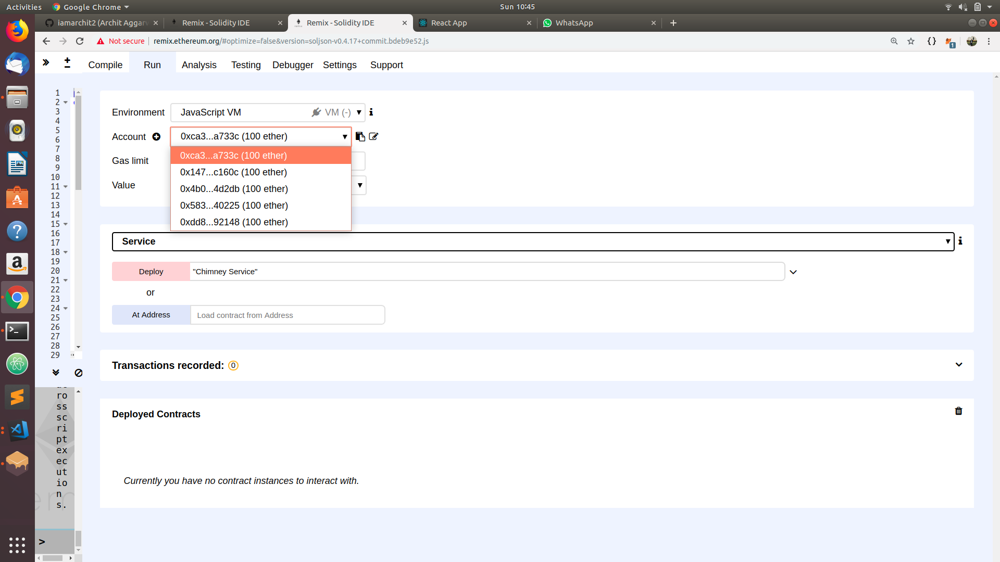 Activities Google Chrome Sun 10:45
iamarchit2 (Archit Aggarw Remix - Solidity IDE Remix - Solidity IDE React App WhatsApp
Not secure remix.ethereum.org/#optimize=false&version=soljson-v0.4.17+commit.bdeb9e52.js 1
Compile Run Analysis Testing Debugger Settings Support
1
2
3
4
5
6
7
8
9
10
11
12
13
14
15
16
17
18
19
20
21
22
23
24
25
26
27
28
29
ro
ss
sc
ri
pt
ex
ec
ut
io
n
s.
>
Environment JavaScript VM VM (-)
Account 0xca3...a733c (100 ether)
0xca3...a733c (100 ether)
Gas limit
0x147...c160c (100 ether)
Value
0x4b0...4d2db (100 ether)
0x583...40225 (100 ether)
0xdd8...92148 (100 ether)
Service
Deploy "Chimney Service"
or
At Address Load contract from Address
Transactions recorded: 0
Deployed Contracts
Currently you have no contract instances to interact with.